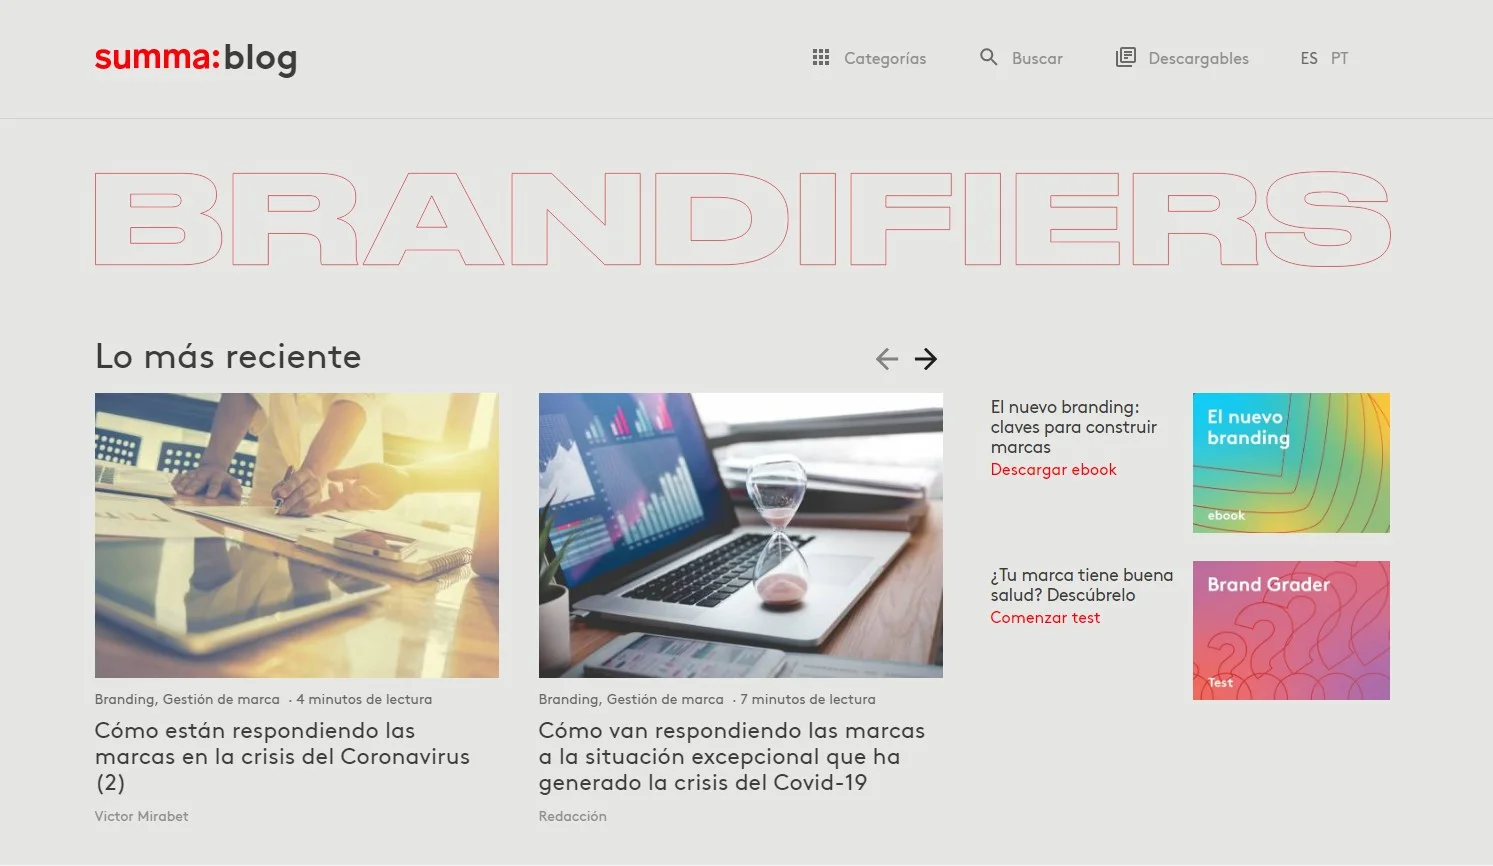 summa:blog
Categorías
Buscar
Descargables
ES PT
BRANDIFIERS
Lo más reciente
Branding, Gestión de marca · 4 minutos de lectura
Cómo están respondiendo las
marcas en la crisis del Coronavirus
(2)
Victor Mirabet
Branding, Gestión de marca · 7 minutos de lectura
Cómo van respondiendo las marcas
a la situación excepcional que ha
generado la crisis del Covid-19
Redacción
El nuevo branding:
claves para construir
marcas
Descargar ebook
El nuevo
branding
ebook
¿Tu marca tiene buena
salud? Descúbrelo
Comenzar test
Brand Grader
Test